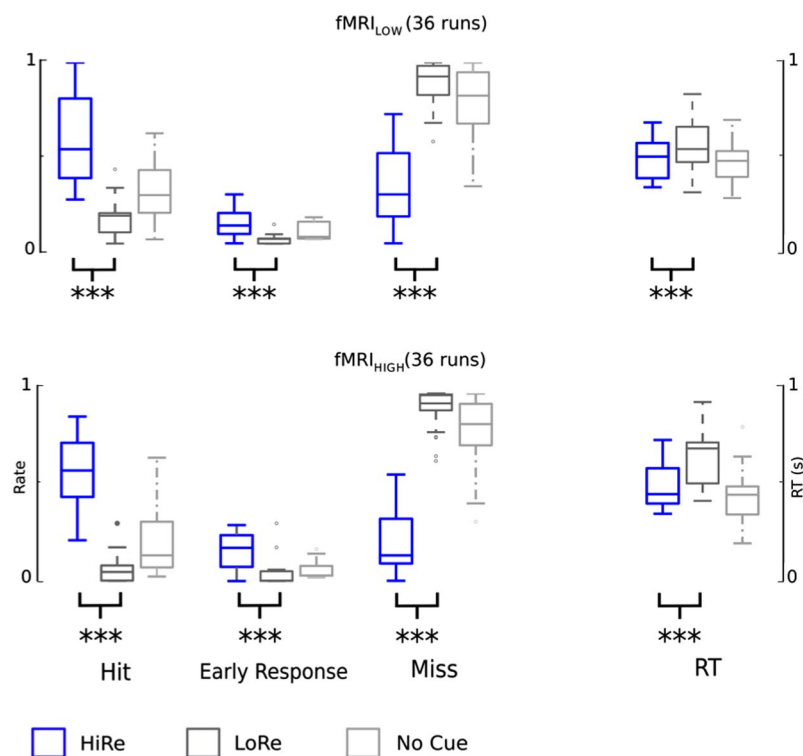 fMRI_LOW (36 runs)
1 1
0 0
*** *** *** ***
fMRI_HIGH (36 runs)
1 1
Rate RT (s)
0 0
*** *** *** ***
Hit Early Response Miss RT
HiRe LoRe No Cue